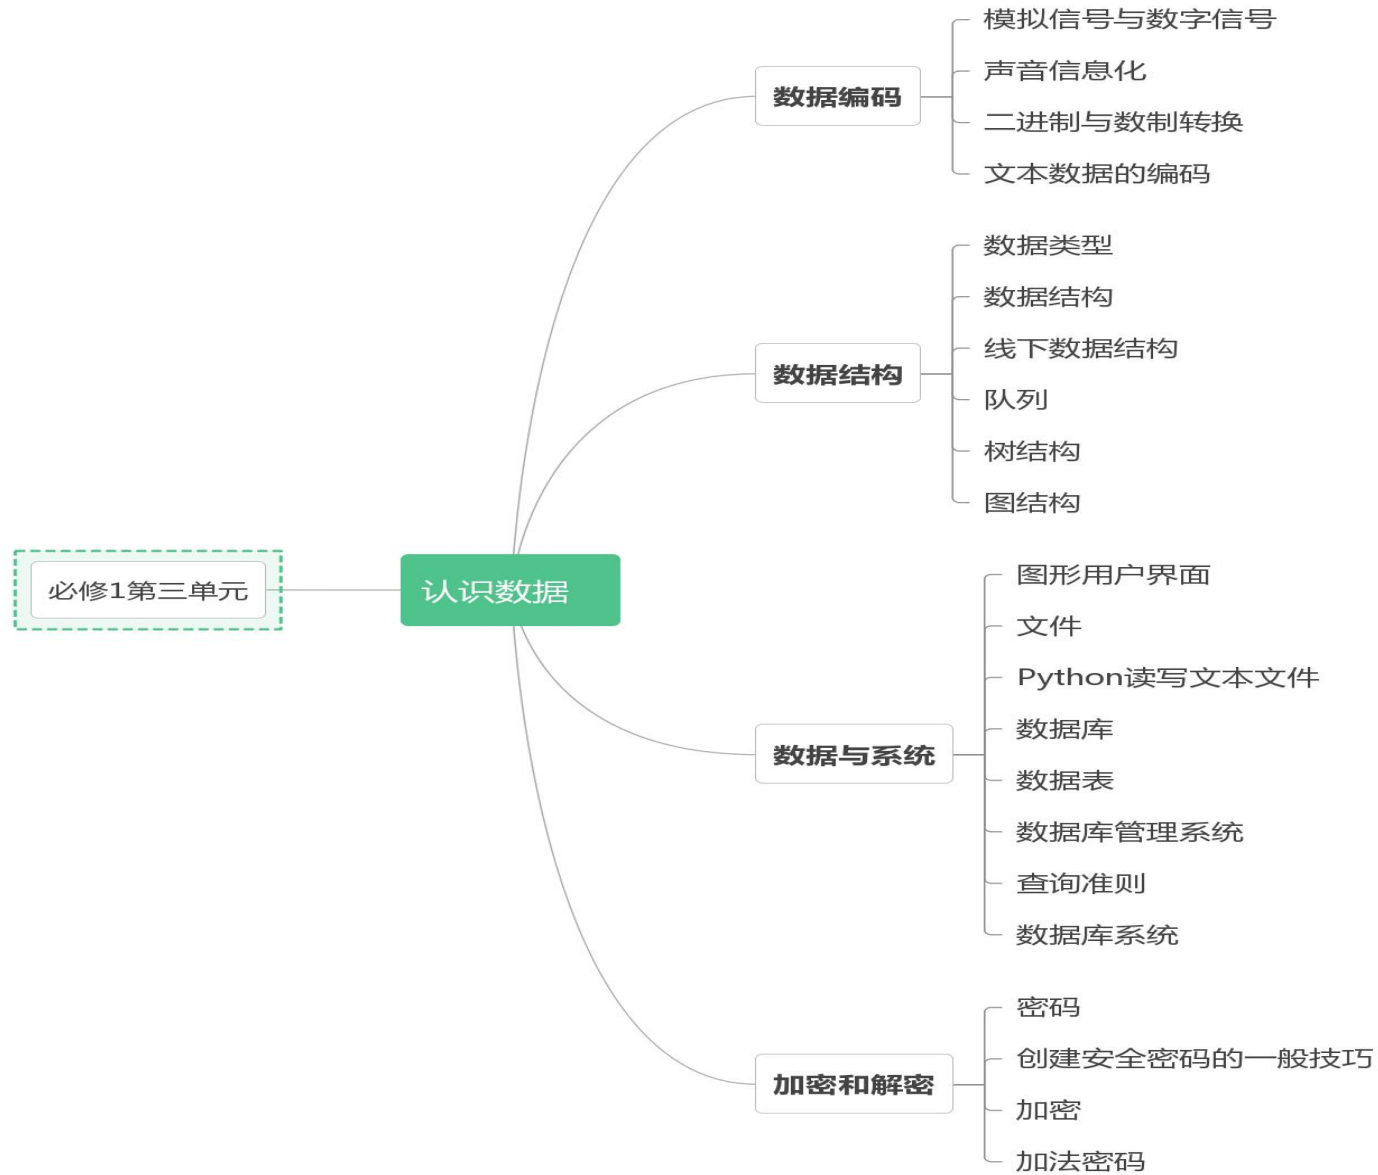 模拟信号与数字信号
声音信息化
数据编码
二进制与数制转换
文本数据的编码
数据类型
数据结构
线下数据结构
数据结构
队列
树结构
图结构
必修1第三单元
认识数据
图形用户界面
文件
Python读写文本文件
数据库
数据与系统
数据表
数据库管理系统
查询准则
数据库系统
密码
创建安全密码的一般技巧
加密和解密
加密
加法密码